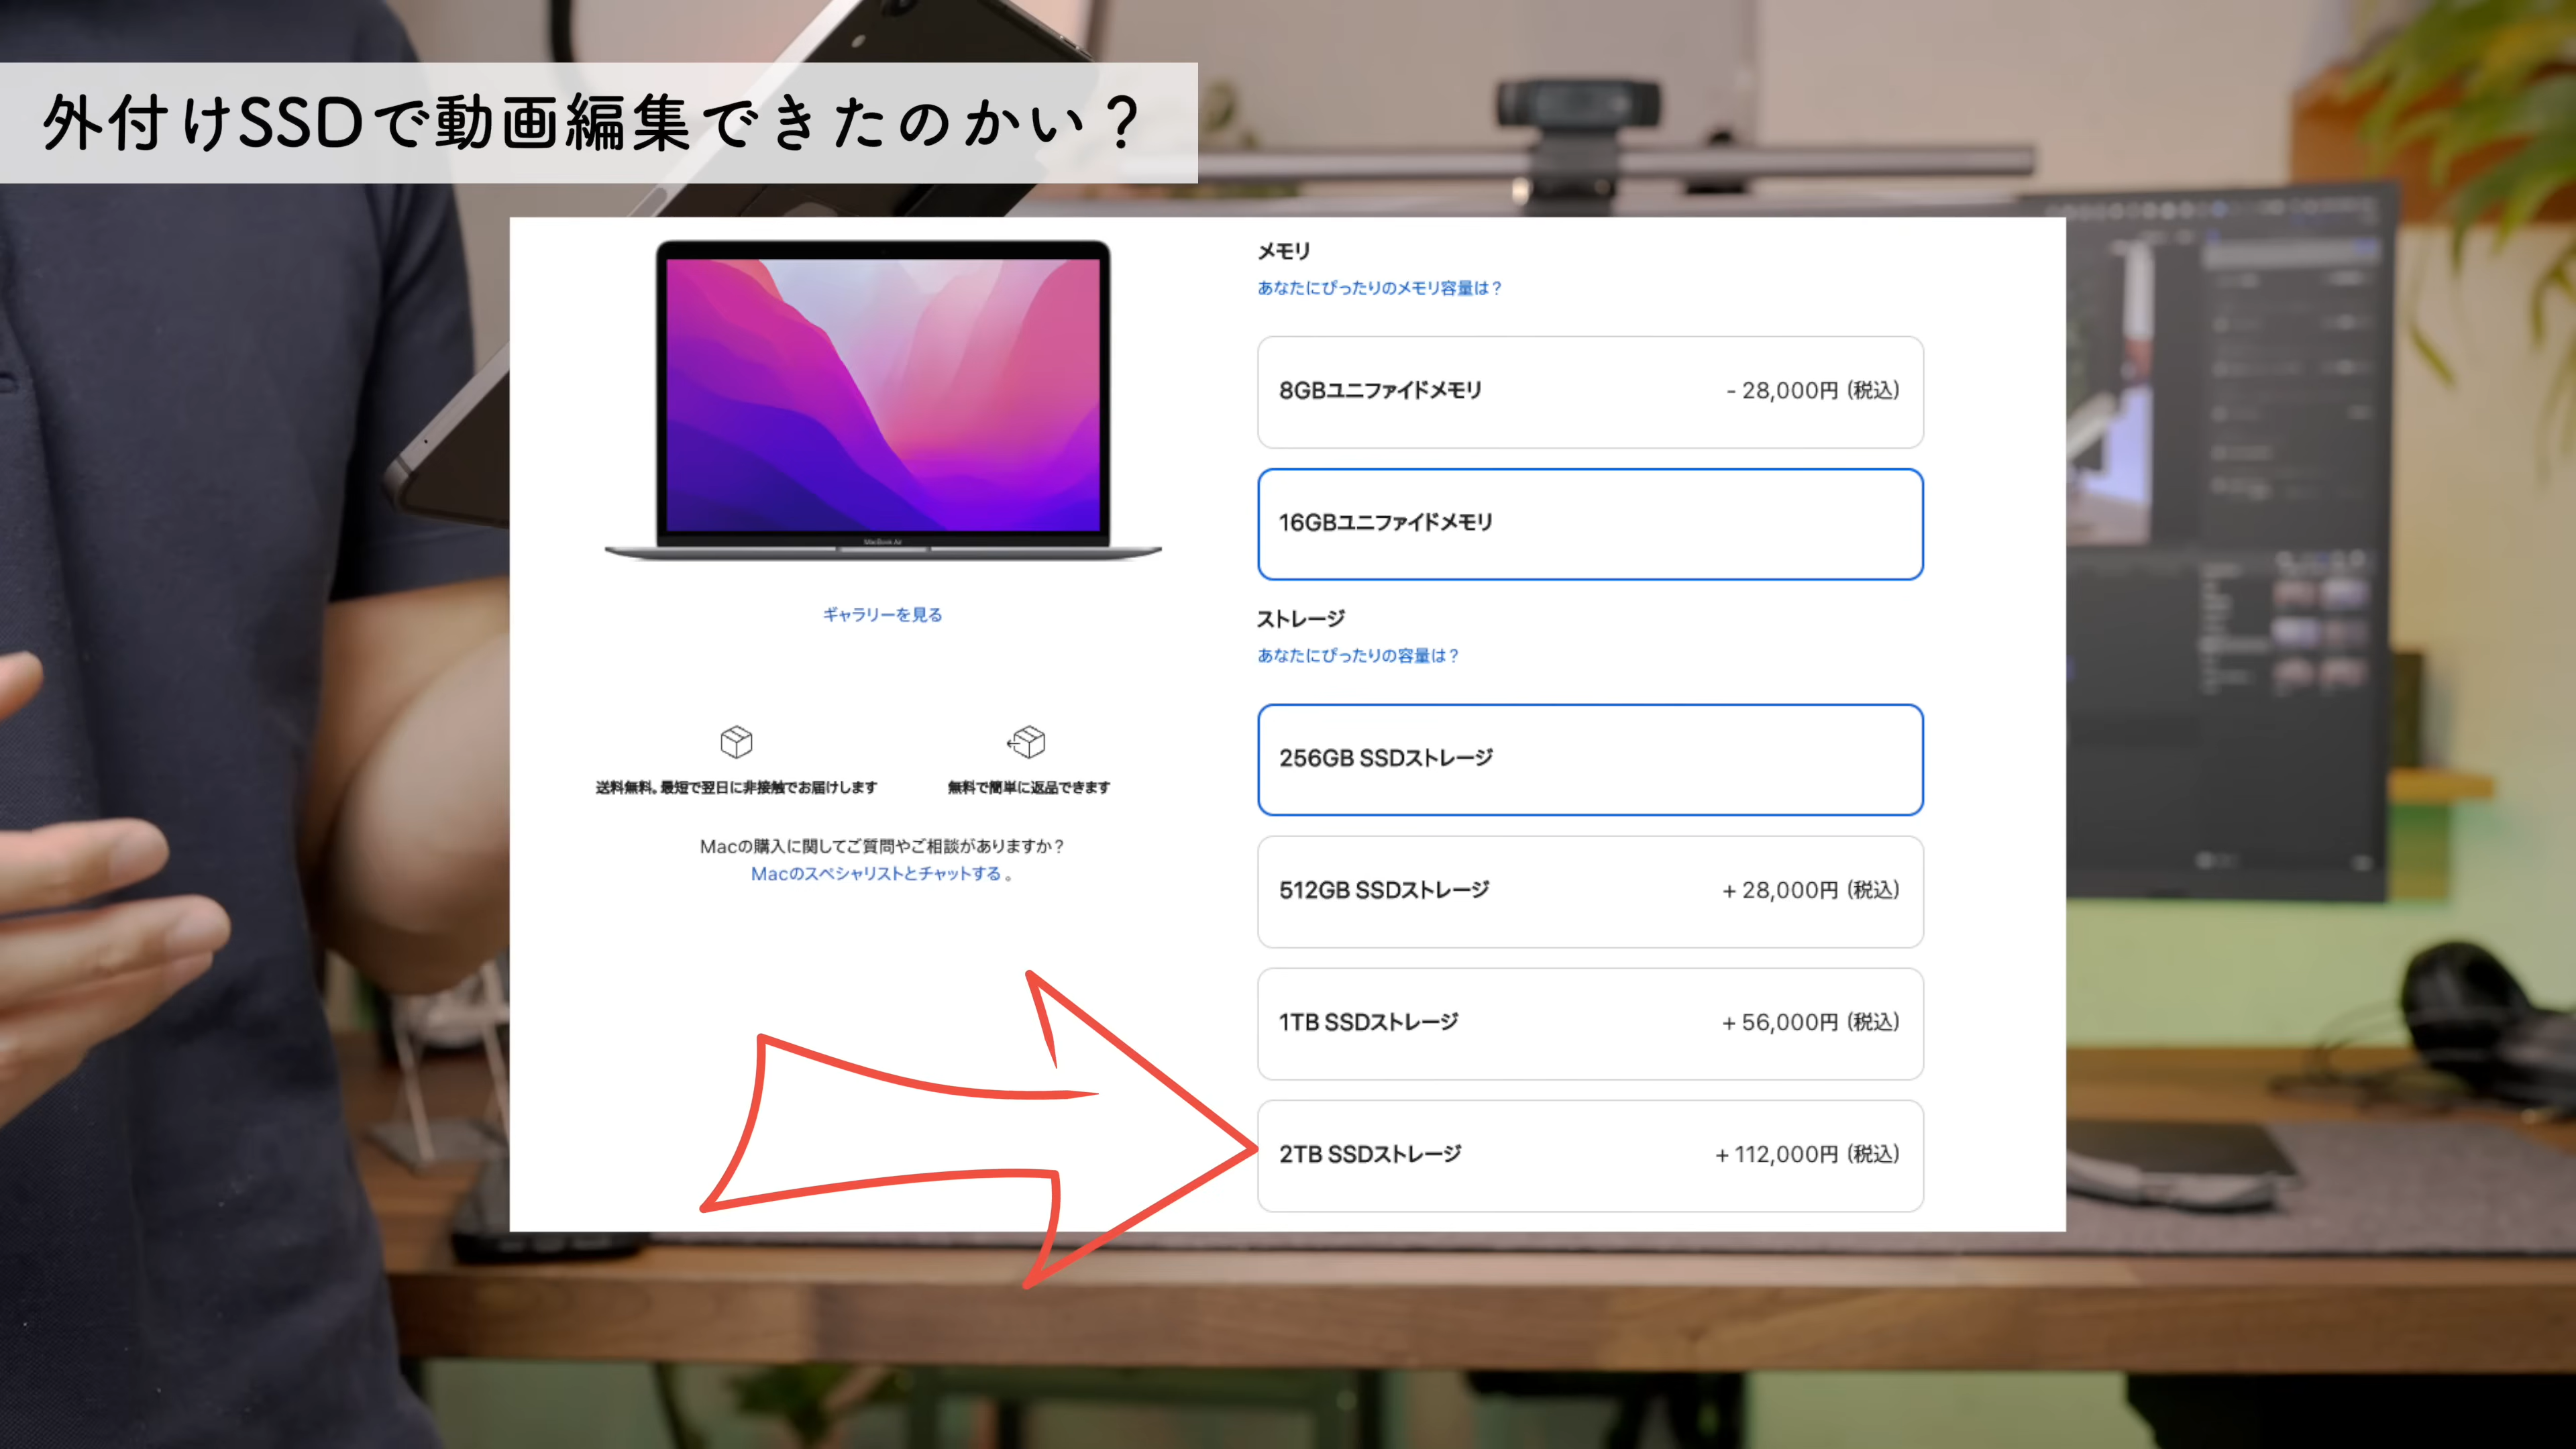 外付けSSDで動画編集できたのかい？
MacBook Air
ギャラリーを見る
送料無料。最短で翌日に非接触でお届けします
無料で簡単に返品できます
Macの購入に関してご質問やご相談がありますか？
Macのスペシャリストとチャットする。
メモリ
あなたにぴったりのメモリ容量は？
8GBユニファイドメモリ - 28,000円 (税込)
16GBユニファイドメモリ
ストレージ
あなたにぴったりの容量は？
256GB SSDストレージ
512GB SSDストレージ + 28,000円 (税込)
1TB SSDストレージ + 56,000円 (税込)
2TB SSDストレージ + 112,000円 (税込)